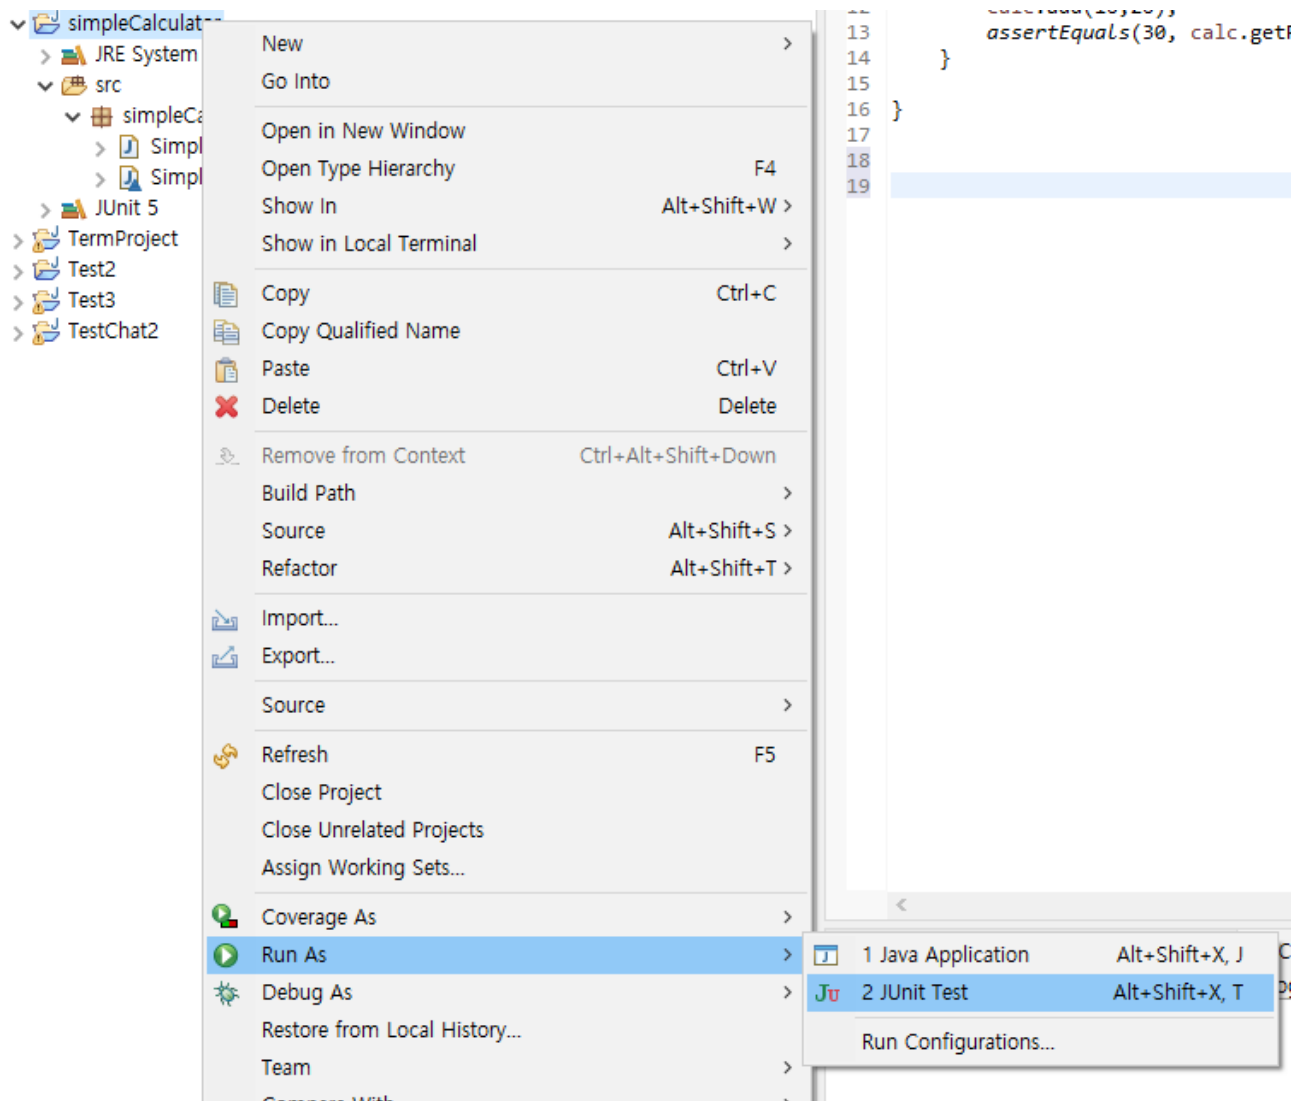 simpleCalculator
JRE System
src
JUnit 5
TermProject
Test2
Test3
TestChat2
New
Go Into
Open in New Window
Open Type Hierarchy F4
Show In Alt+Shift+W
Show in Local Terminal
Copy Ctrl+C
Copy Qualified Name
Paste Ctrl+V
Delete Delete
Remove from Context Ctrl+Alt+Shift+Down
Build Path
Source Alt+Shift+S
Refactor Alt+Shift+T
Import...
Export...
Source
Refresh F5
Close Project
Close Unrelated Projects
Assign Working Sets...
Coverage As
Run As
Debug As
Restore from Local History...
Team
Compare With
1 Java Application Alt+Shift+X, J
2 JUnit Test Alt+Shift+X, T
Run Configurations...
12
13 assertEquals(30, calc.get
14 }
15
16 }
17
18
19